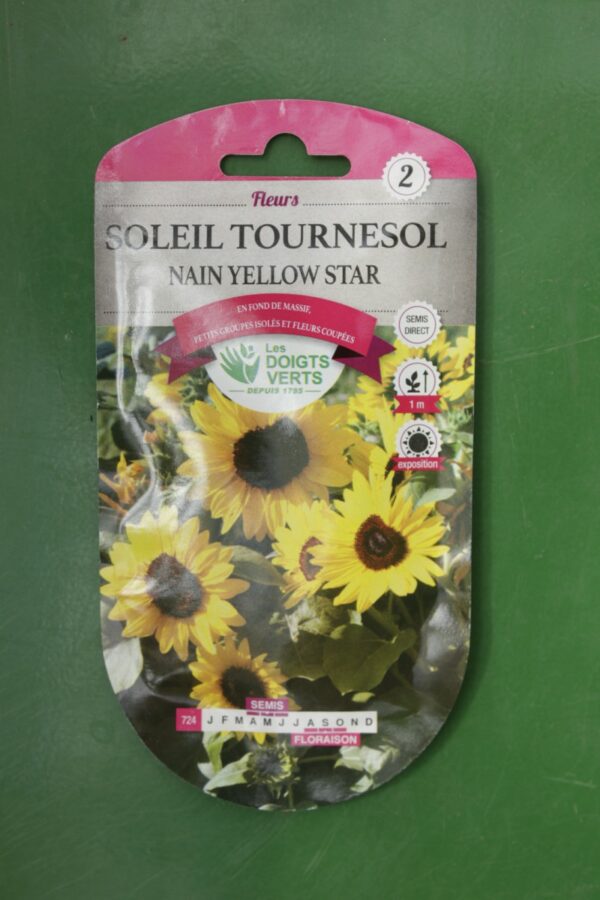 2
Fleurs
SOLEIL TOURNESOL
NAIN YELLOW STAR
EN FOND DE MASSIF,
PETITS GROUPES ISOLÉS ET FLEURS COUPÉES
SEMIS
DIRECT
Les
DOIGTS
VERTS
DEPUIS 1785
1 m
exposition
SEMIS
724 J F M A M J J A S O N D
FLORAISON